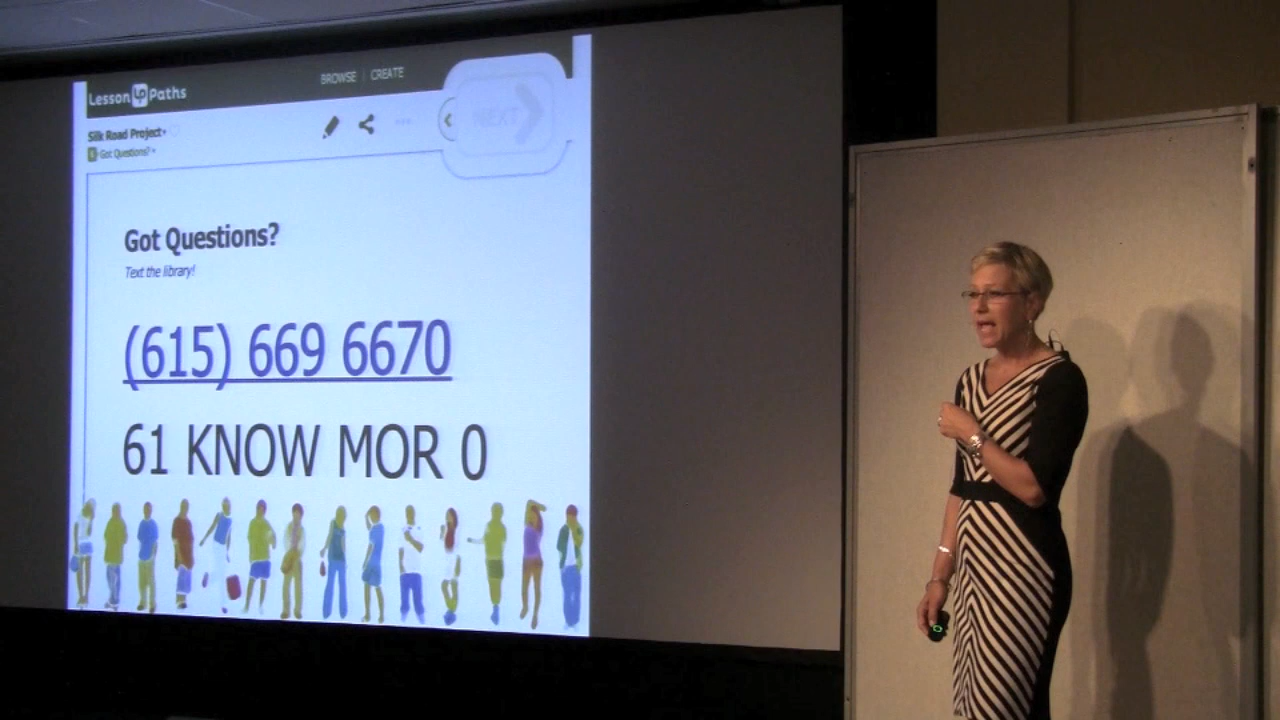 Lesson LP Paths
BROWSE | CREATE
Silk Road Project
Got Questions?
NEXT
Got Questions?
Text the library!
(615) 669 6670
61 KNOW MOR 0